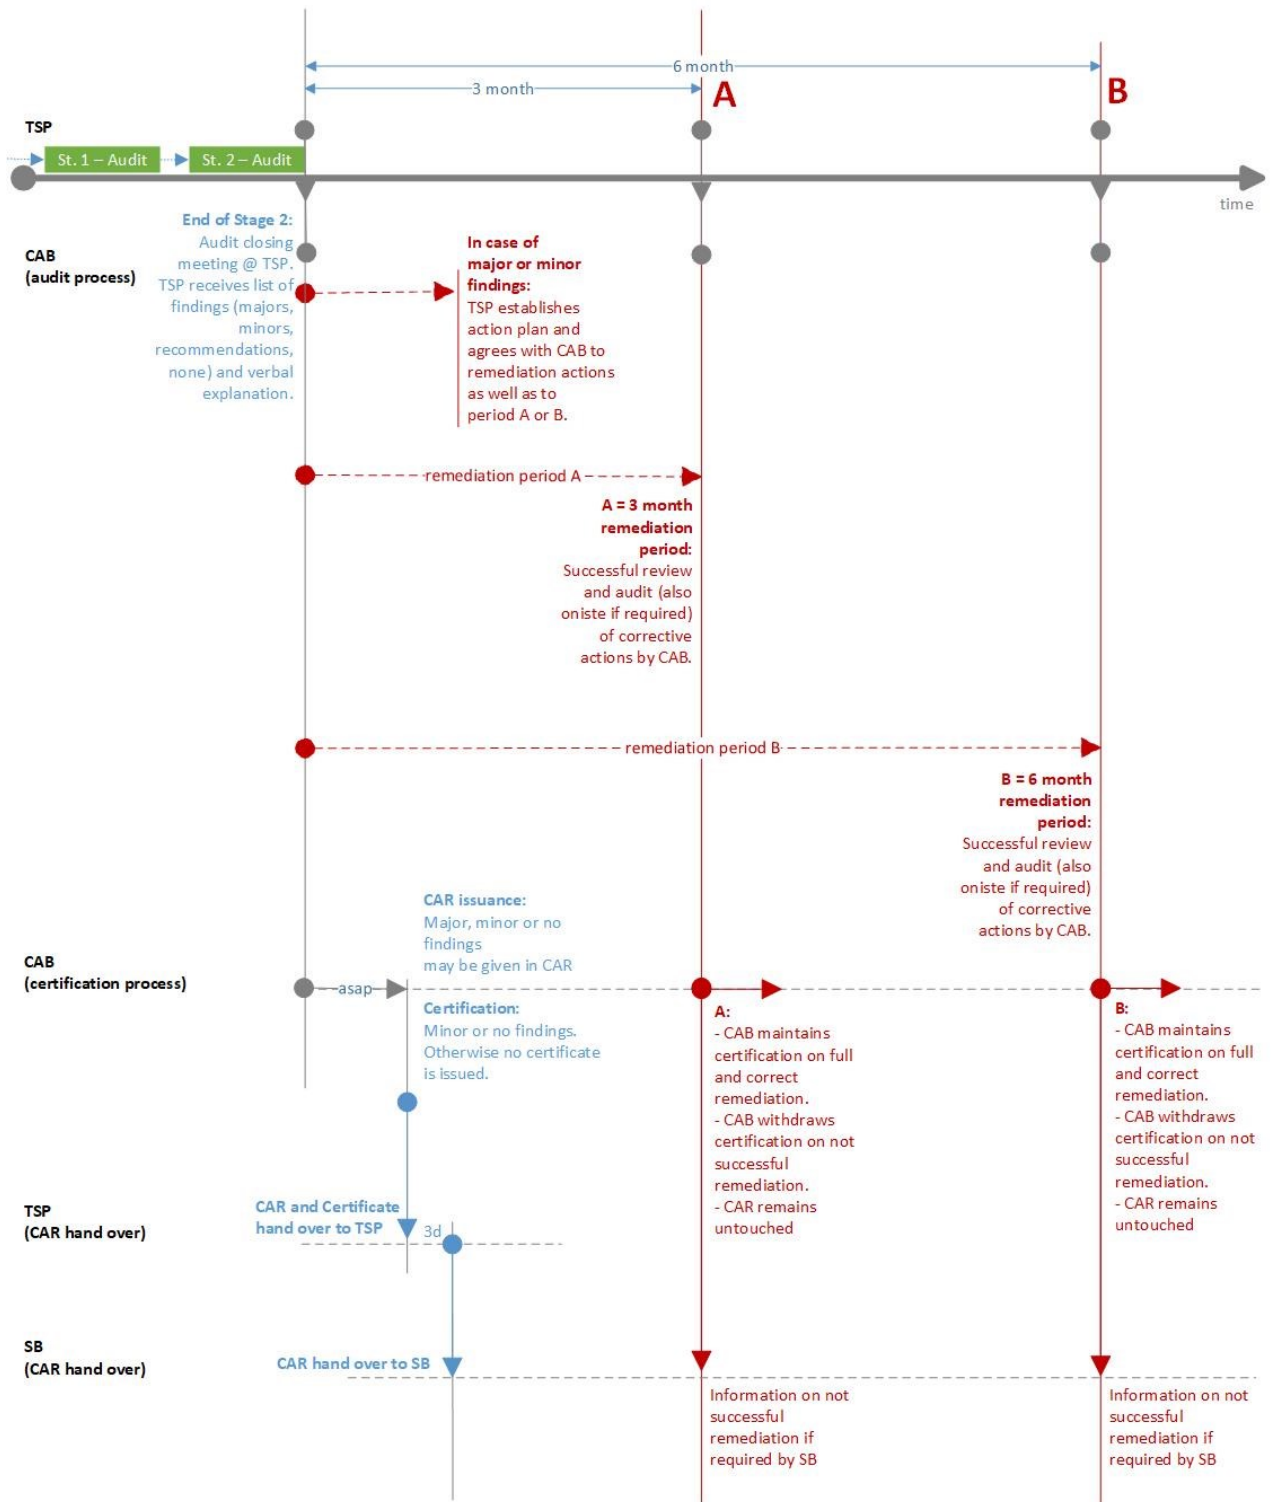 6 month
3 month
A
B
TSP
St. 1 – Audit
St. 2 – Audit
time
End of Stage 2:
Audit closing
meeting @ TSP.
TSP receives list of
findings (majors,
minors,
recommendations,
none) and verbal
explanation.
CAB
(audit process)
In case of
major or minor
findings:
TSP establishes
action plan and
agrees with CAB to
remediation actions
as well as to
period A or B.
remediation period A
A = 3 month
remediation
period:
Successful review
and audit (also
oniste if required)
of corrective
actions by CAB.
remediation period B
B = 6 month
remediation
period:
Successful review
and audit (also
oniste if required)
of corrective
actions by CAB.
CAR issuance:
Major, minor or no
findings
may be given in CAR
CAB
(certification process)
asap
Certification:
Minor or no findings.
Otherwise no certificate
is issued.
A:
- CAB maintains
certification on full
and correct
remediation.
- CAB withdraws
certification on not
successful
remediation.
- CAR remains
untouched
B:
- CAB maintains
certification on full
and correct
remediation.
- CAB withdraws
certification on not
successful
remediation.
- CAR remains
untouched
TSP
(CAR hand over)
CAR and Certificate
hand over to TSP
3d
SB
(CAR hand over)
CAR hand over to SB
Information on not
successful
remediation if
required by SB
Information on not
successful
remediation if
required by SB